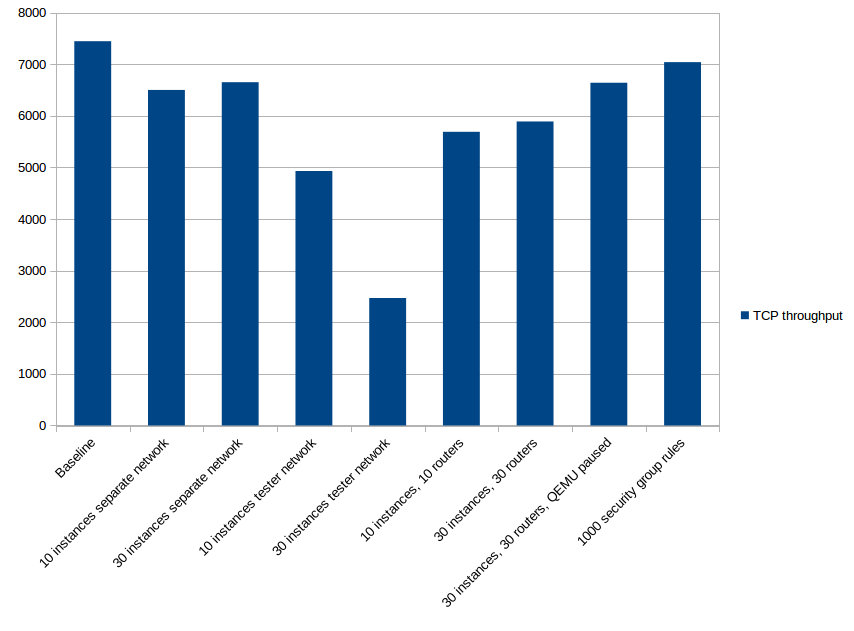 8000
7000
6000
5000
4000
3000
2000
1000
0
Baseline
10 instances separate network
30 instances separate network
10 instances tester network
30 instances tester network
10 instances, 10 routers
30 instances, 30 routers
30 instances, 30 routers, QEMU paused
1000 security group rules
TCP throughput